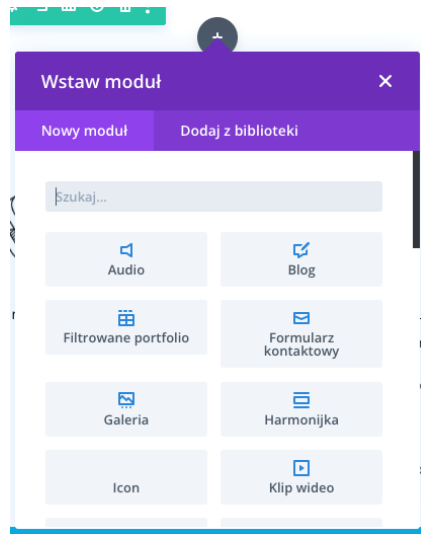 Wstaw moduł
Nowy moduł
Dodaj z biblioteki
Szukaj...
Audio
Blog
Filtrowane portfolio
Formularz
kontaktowy
Galeria
Harmonijka
Icon
Klip wideo